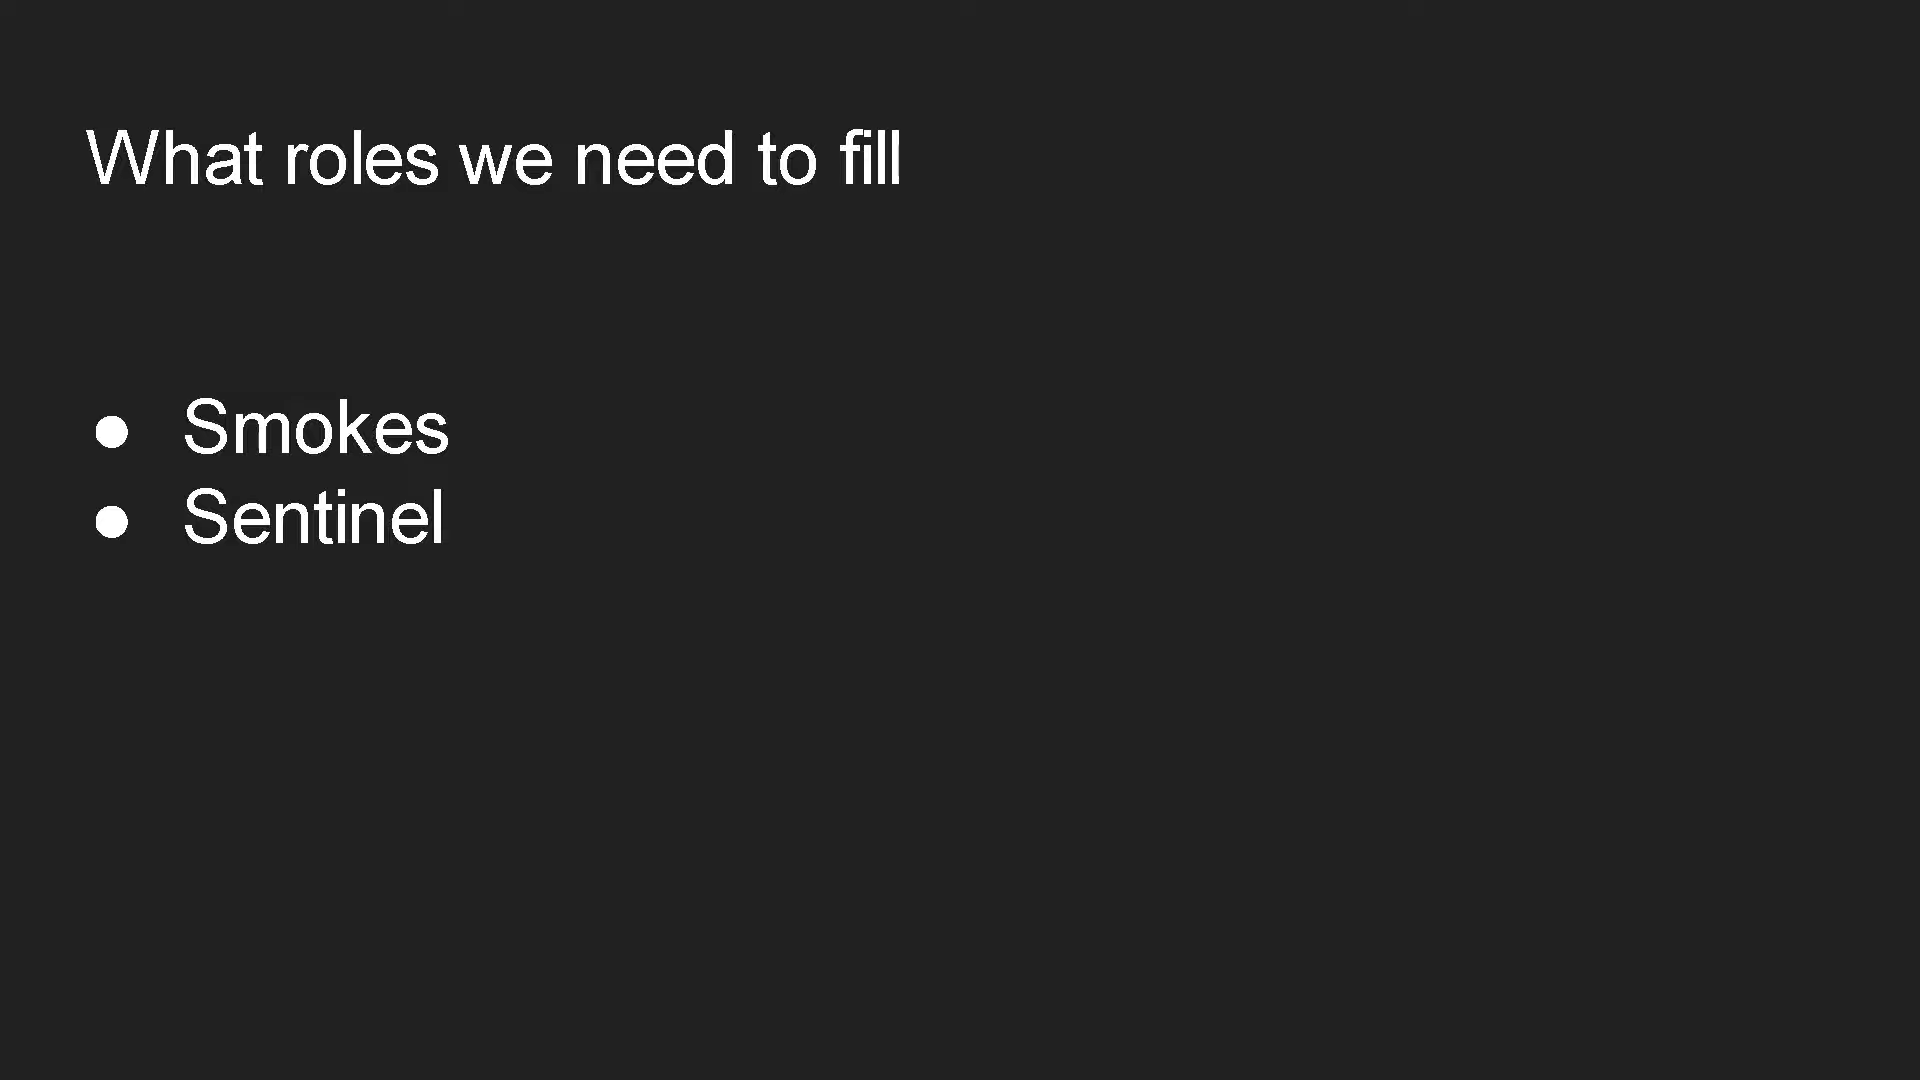 What roles we need to fill
● Smokes
● Sentinel